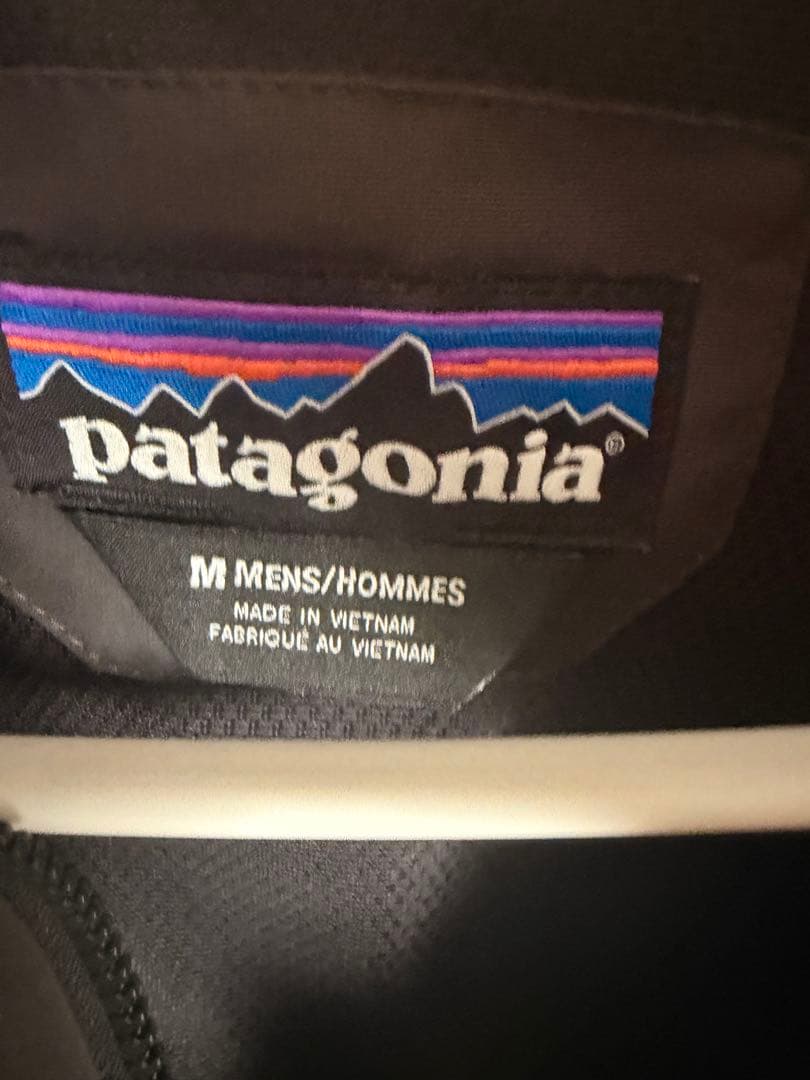 patagonia®
M MENS/HOMMES
MADE IN VIETNAM
FABRIQUÉ AU VIETNAM